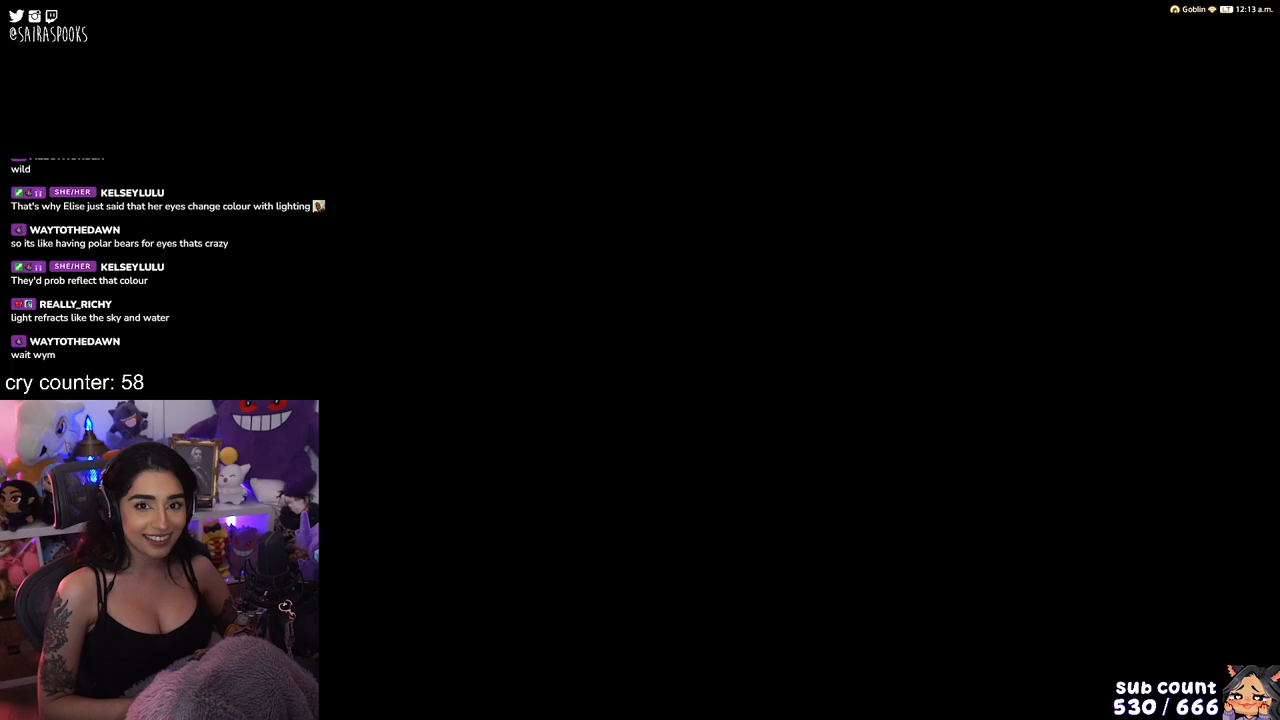 @SAIRASPOOKS
Goblin LT 12:13 a.m.
wild
SHE/HER KELSEYLULU
That's why Elise just said that her eyes change colour with lighting
WAYTOTHEDAWN
so its like having polar bears for eyes thats crazy
SHE/HER KELSEYLULU
They'd prob reflect that colour
REALLY_RICHY
light refracts like the sky and water
WAYTOTHEDAWN
wait wym
cry counter: 58
sub count
530 / 666